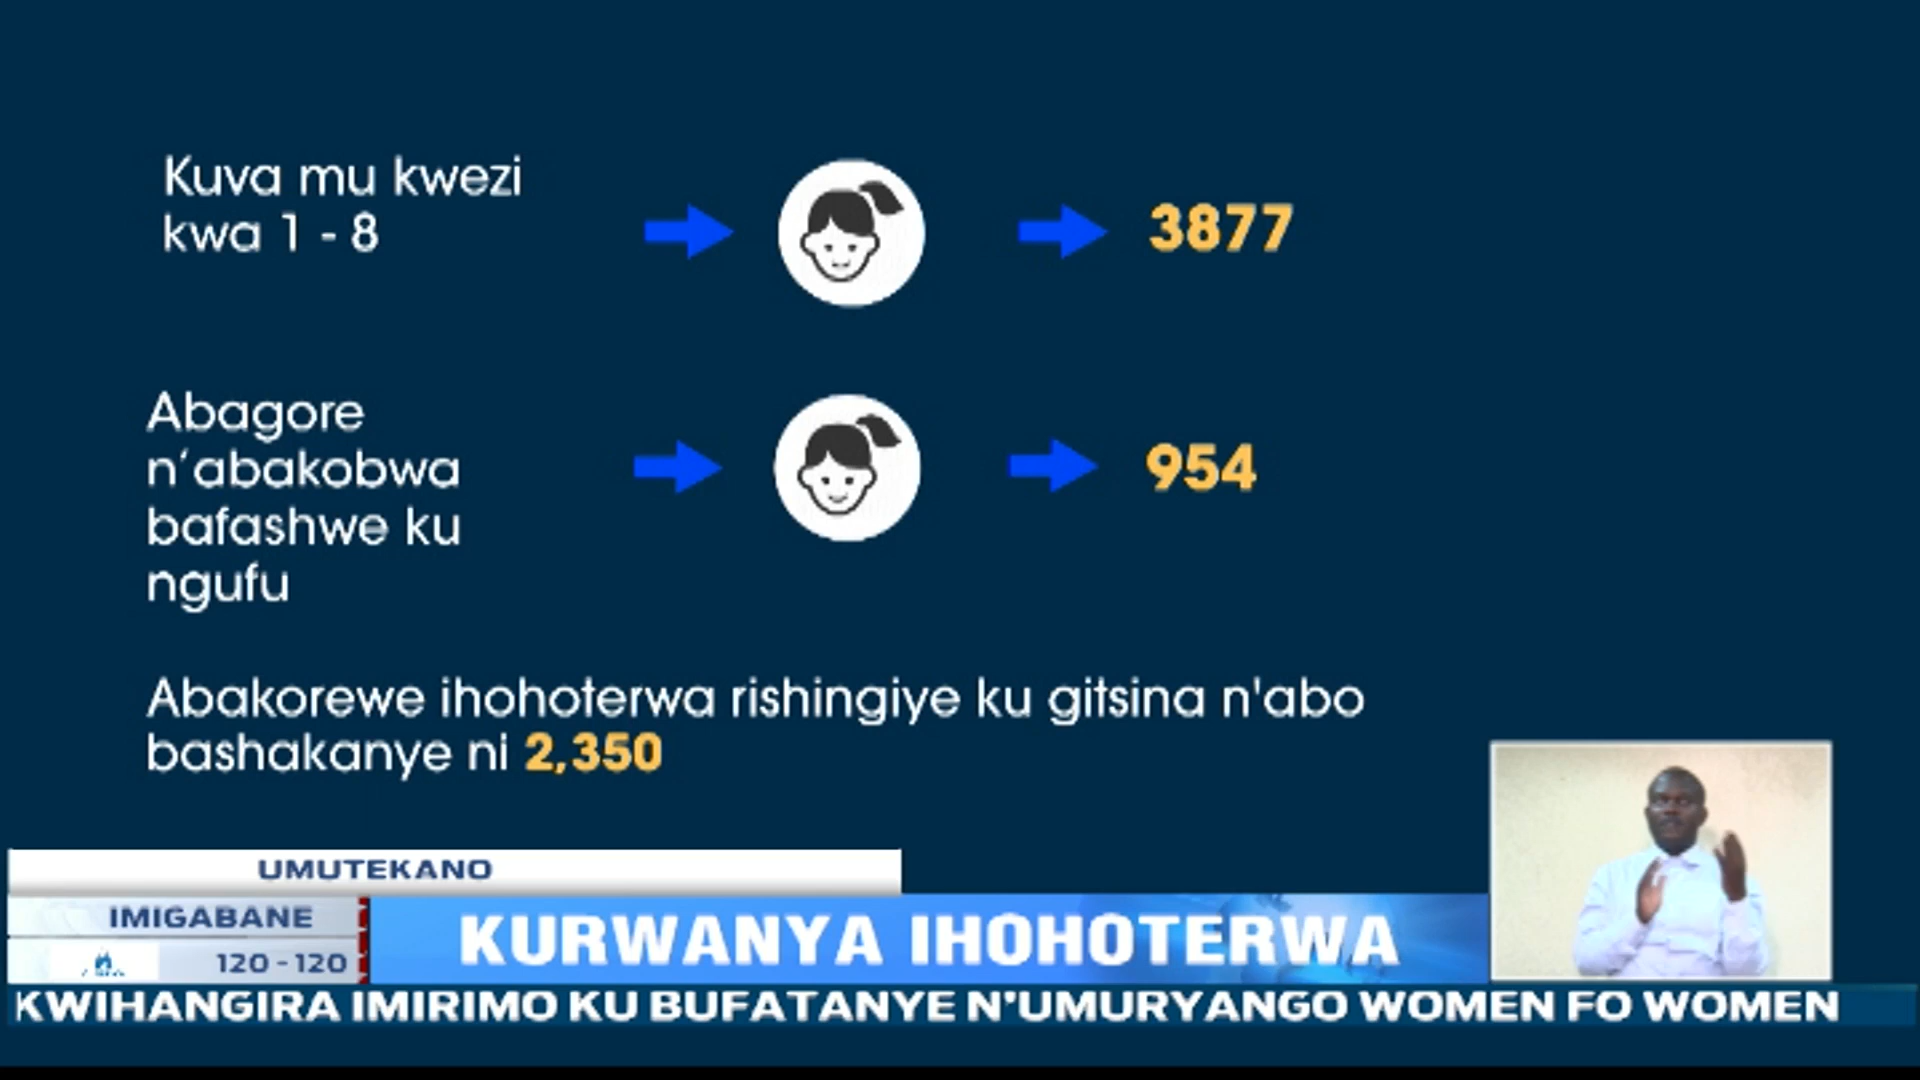 Kuva mu kwezi
kwa 1 - 8
3877
Abagore
n’abakobwa
bafashwe ku
ngufu
954
Abakorewe ihohoterwa rishingiye ku gitsina n'abo
bashakanye ni 2,350
UMUTEKANO
IMIGABANE
120 - 120
KURWANYA IHOHOTERWA
KWIHANGIRA IMIRIMO KU BUFATANYE N'UMURYANGO WOMEN FO WOMEN